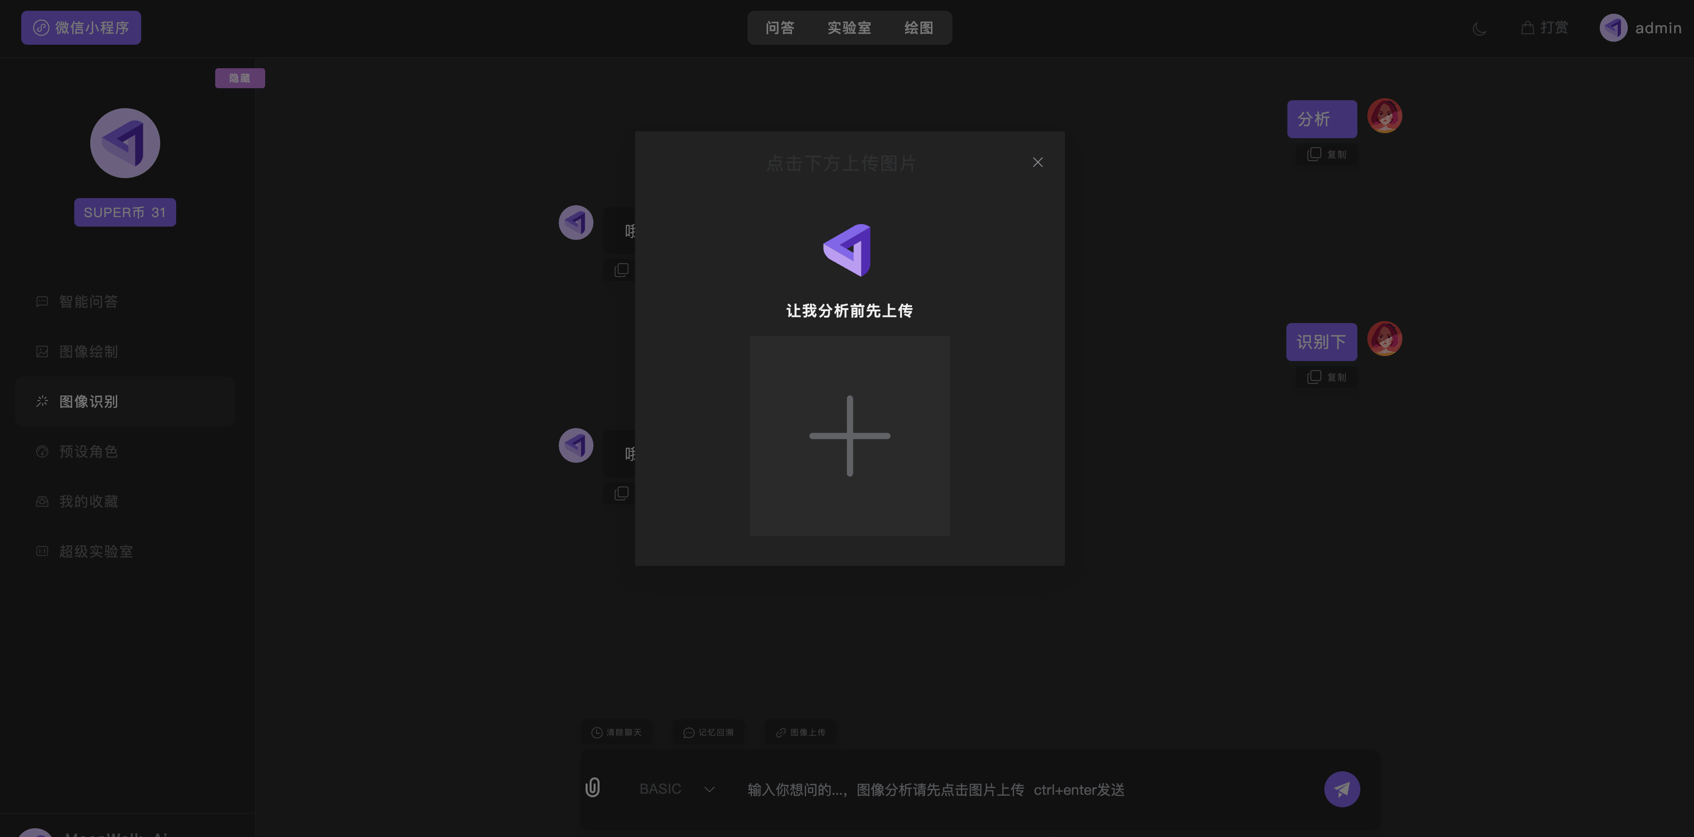 微信小程序
问答 实验室 绘图
打赏
admin
隐藏
SUPER币 31
智能问答
图像绘制
图像识别
预设角色
我的收藏
超级实验室
分析
复制
点击下方上传图片
让我分析前先上传
哦
识别下
复制
哦
清除聊天 记忆回溯 图像上传
BASIC
输入你想问的...，图像分析请先点击图片上传 ctrl+enter发送